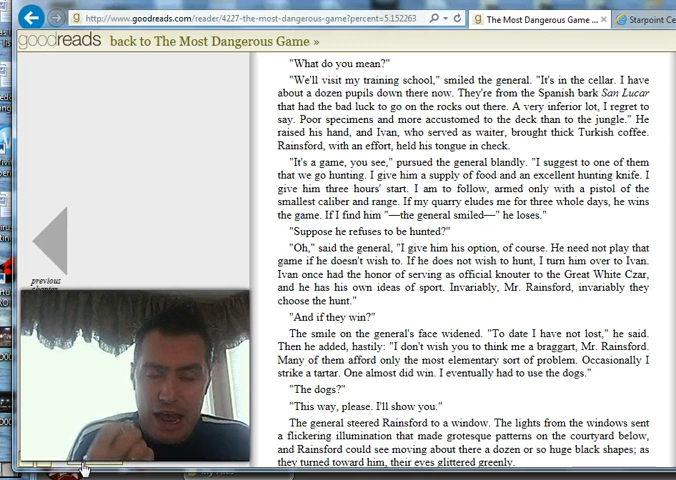 http://www.goodreads.com/reader/4227-the-most-dangerous-game?percent=5.152263
The Most Dangerous Game ...
Starpoint Ce
goodreads back to The Most Dangerous Game »
"What do you mean?"
"We'll visit my training school," smiled the general. "It's in the cellar. I have
about a dozen pupils down there now. They're from the Spanish bark San Lucar
that had the bad luck to go on the rocks out there. A very inferior lot, I regret to
say. Poor specimens and more accustomed to the deck than to the jungle." He
raised his hand, and Ivan, who served as waiter, brought thick Turkish coffee.
Rainsford, with an effort, held his tongue in check.
"It's a game, you see," pursued the general blandly. "I suggest to one of them
that we go hunting. I give him a supply of food and an excellent hunting knife. I
give him three hours' start. I am to follow, armed only with a pistol of the
smallest caliber and range. If my quarry eludes me for three whole days, he wins
the game. If I find him "—the general smiled—" he loses."
"Suppose he refuses to be hunted?"
"Oh," said the general, "I give him his option, of course. He need not play that
game if he doesn't wish to. If he does not wish to hunt, I turn him over to Ivan.
Ivan once had the honor of serving as official knouter to the Great White Czar,
and he has his own ideas of sport. Invariably, Mr. Rainsford, invariably they
choose the hunt."
"And if they win?"
The smile on the general's face widened. "To date I have not lost," he said.
Then he added, hastily: "I don't wish you to think me a braggart, Mr. Rainsford.
Many of them afford only the most elementary sort of problem. Occasionally I
strike a tartar. One almost did win. I eventually had to use the dogs."
"The dogs?"
"This way, please. I'll show you."
The general steered Rainsford to a window. The lights from the windows sent
a flickering illumination that made grotesque patterns on the courtyard below,
and Rainsford could see moving about there a dozen or so huge black shapes; as
they turned toward him, their eyes glittered greenly.
previous
chapter